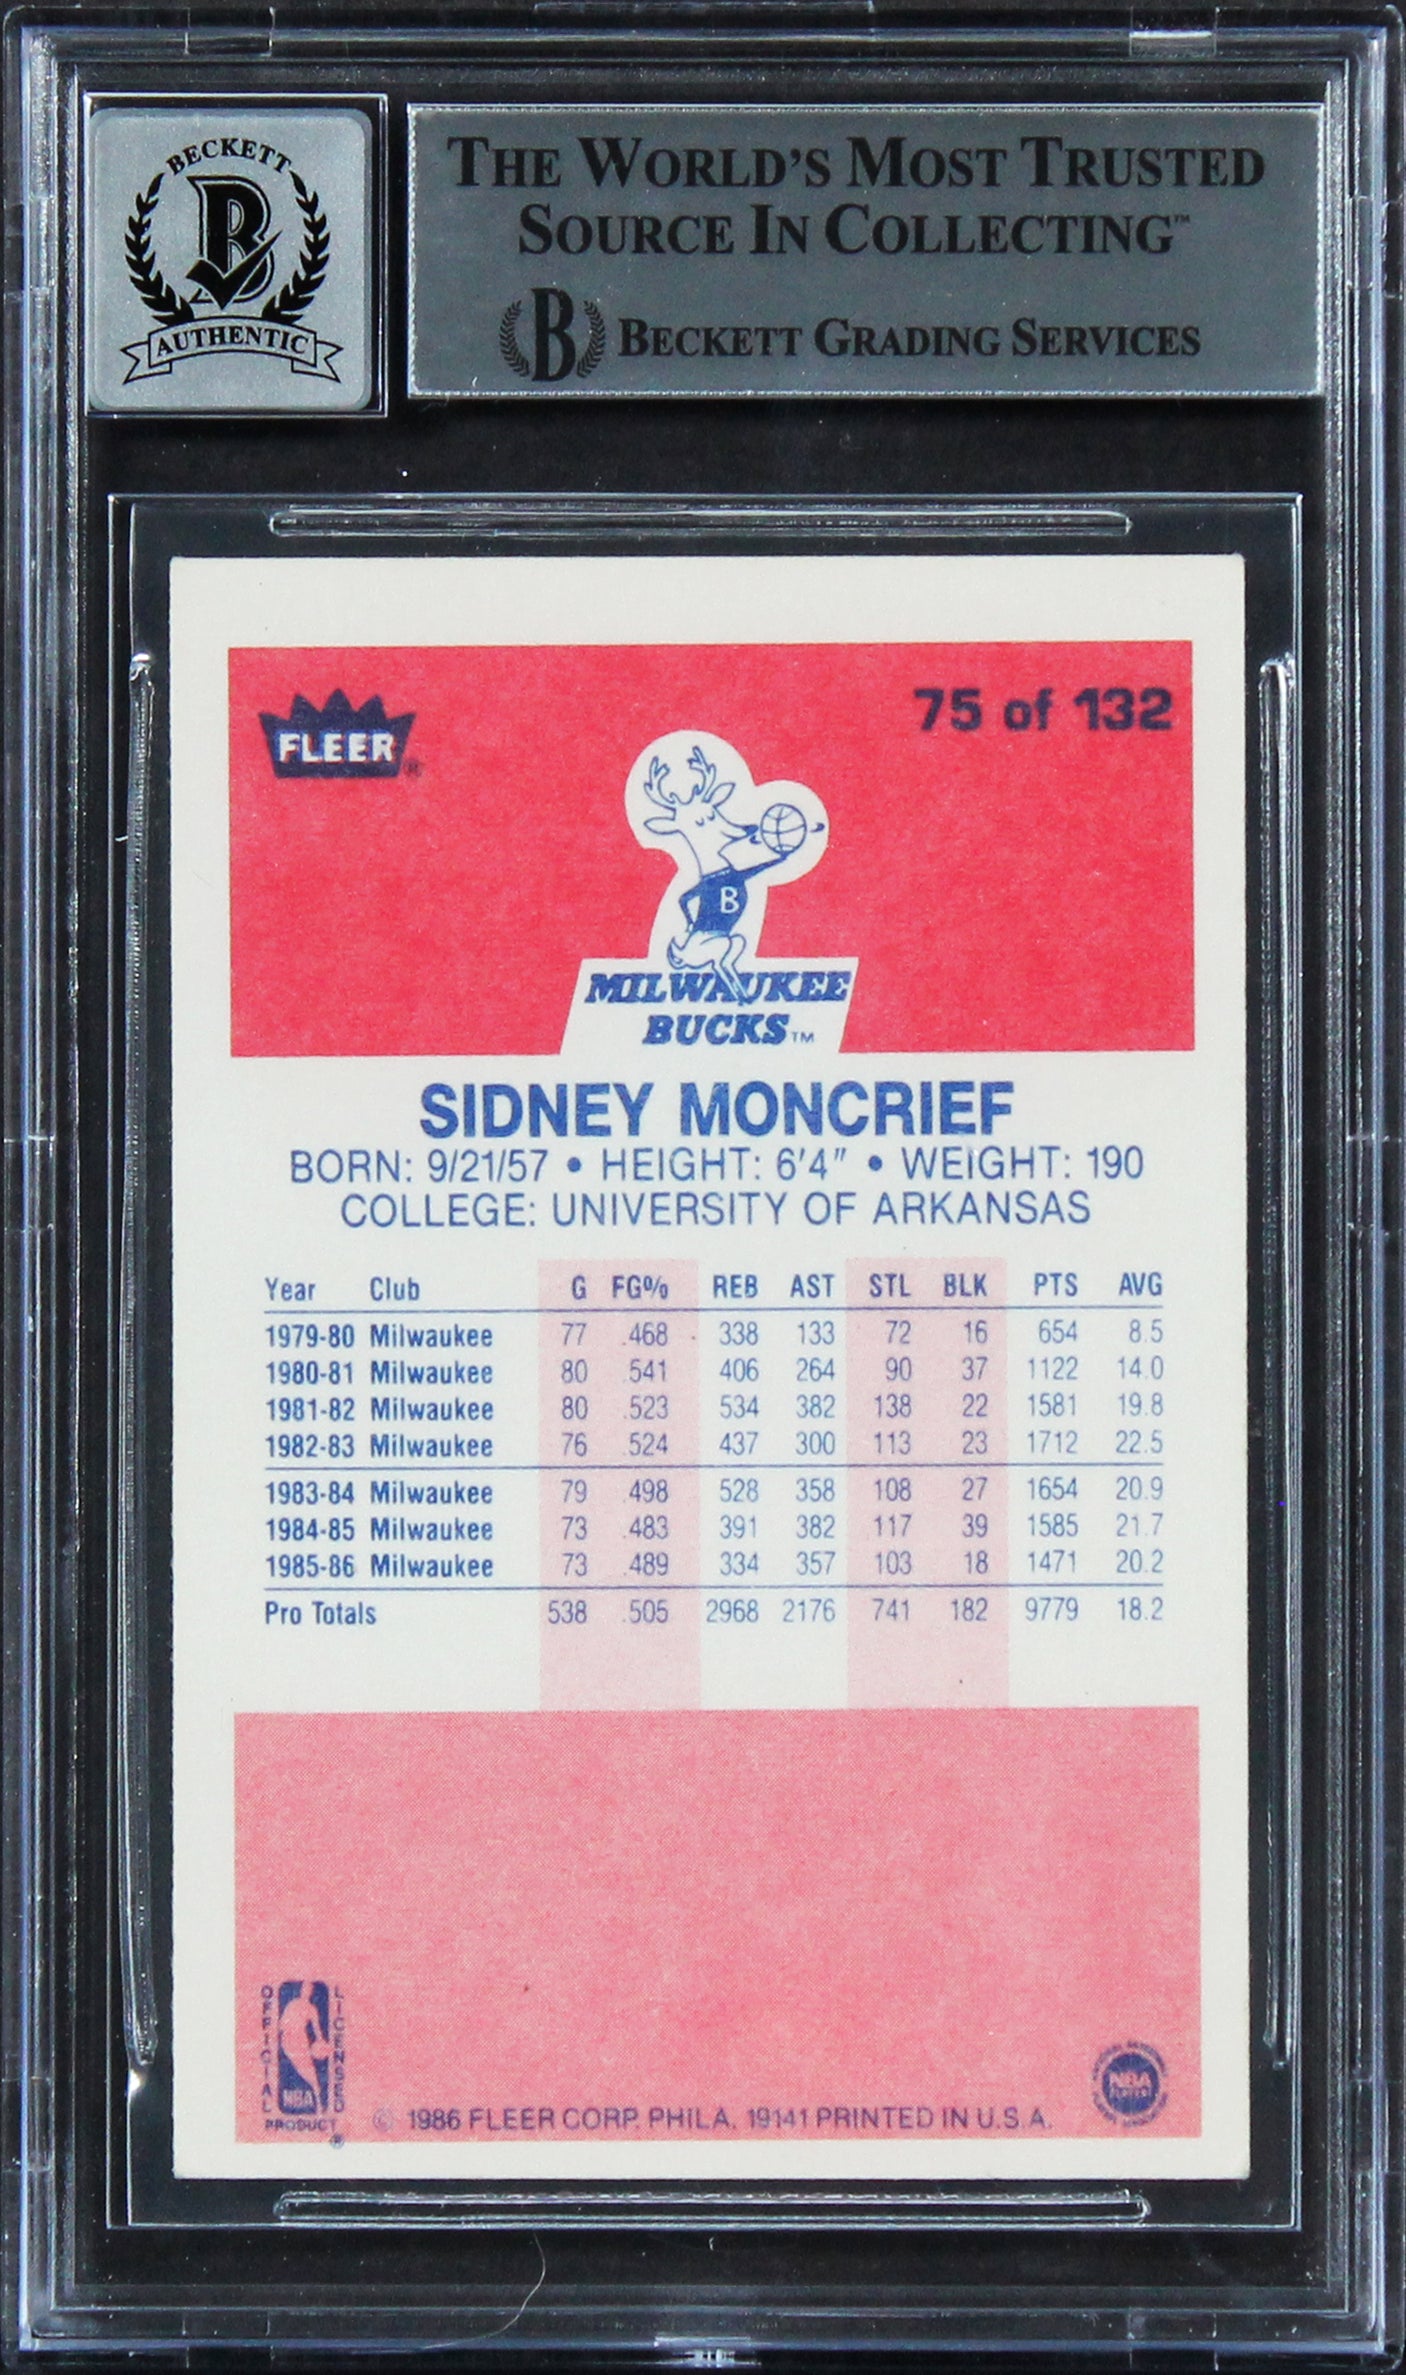 BECKETT
B
AUTHENTIC
THE WORLD'S MOST TRUSTED
SOURCE IN COLLECTING™
B BECKETT GRADING SERVICES
FLEER®
75 of 132
B
MILWAUKEE
BUCKS™
SIDNEY MONCRIEF
BORN: 9/21/57 • HEIGHT: 6'4" • WEIGHT: 190
COLLEGE: UNIVERSITY OF ARKANSAS
Year Club G FG% REB AST STL BLK PTS AVG
1979-80 Milwaukee 77 .468 338 133 72 16 654 8.5
1980-81 Milwaukee 80 .541 406 264 90 37 1122 14.0
1981-82 Milwaukee 80 .523 534 382 138 22 1581 19.8
1982-83 Milwaukee 76 .524 437 300 113 23 1712 22.5
1983-84 Milwaukee 79 .498 528 358 108 27 1654 20.9
1984-85 Milwaukee 73 .483 391 382 117 39 1585 21.7
1985-86 Milwaukee 73 .489 334 357 103 18 1471 20.2
Pro Totals 538 .505 2968 2176 741 182 9779 18.2
OFFICIAL
LICENSED
NBA
PRODUCT®
© 1986 FLEER CORP. PHILA. 19141 PRINTED IN U.S.A.
NBA